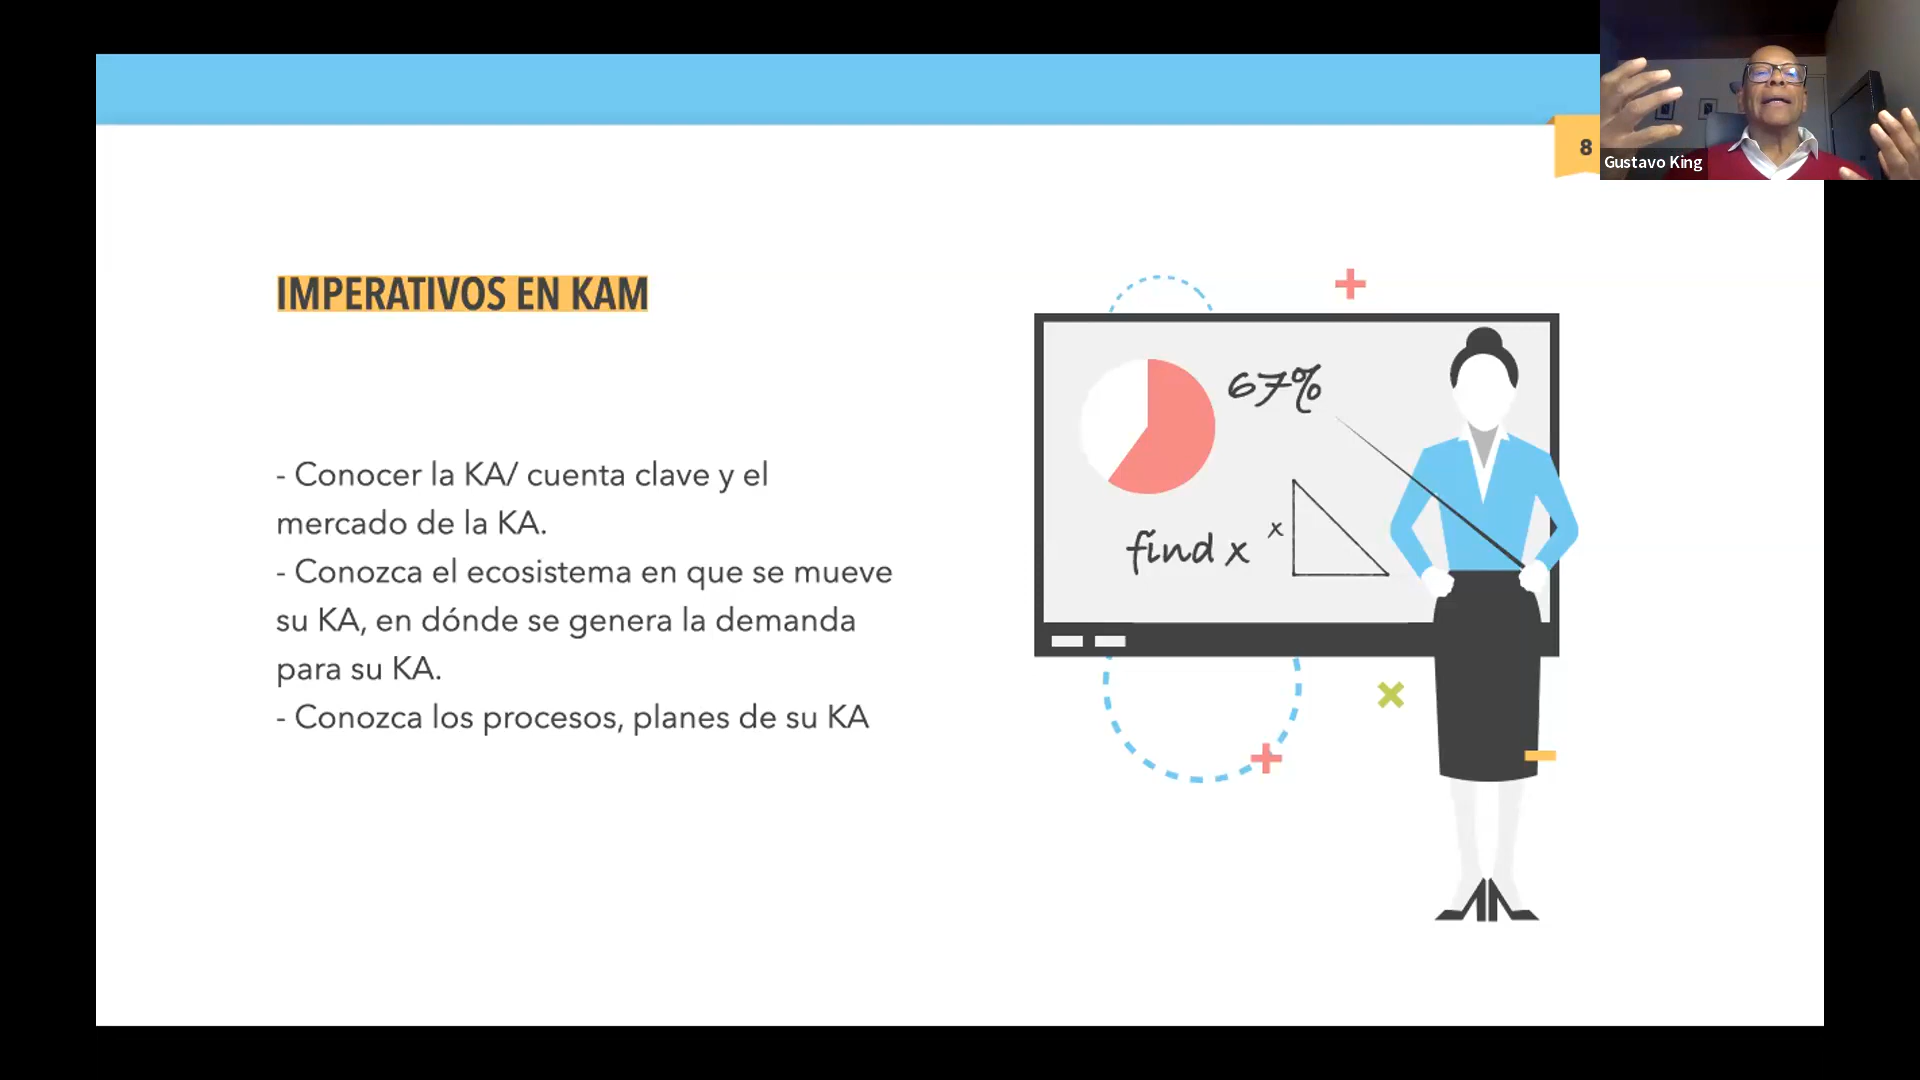 8
Gustavo King
IMPERATIVOS EN KAM
- Conocer la KA/ cuenta clave y el
mercado de la KA.
- Conozca el ecosistema en que se mueve
su KA, en dónde se genera la demanda
para su KA.
- Conozca los procesos, planes de su KA
67%
find x
x